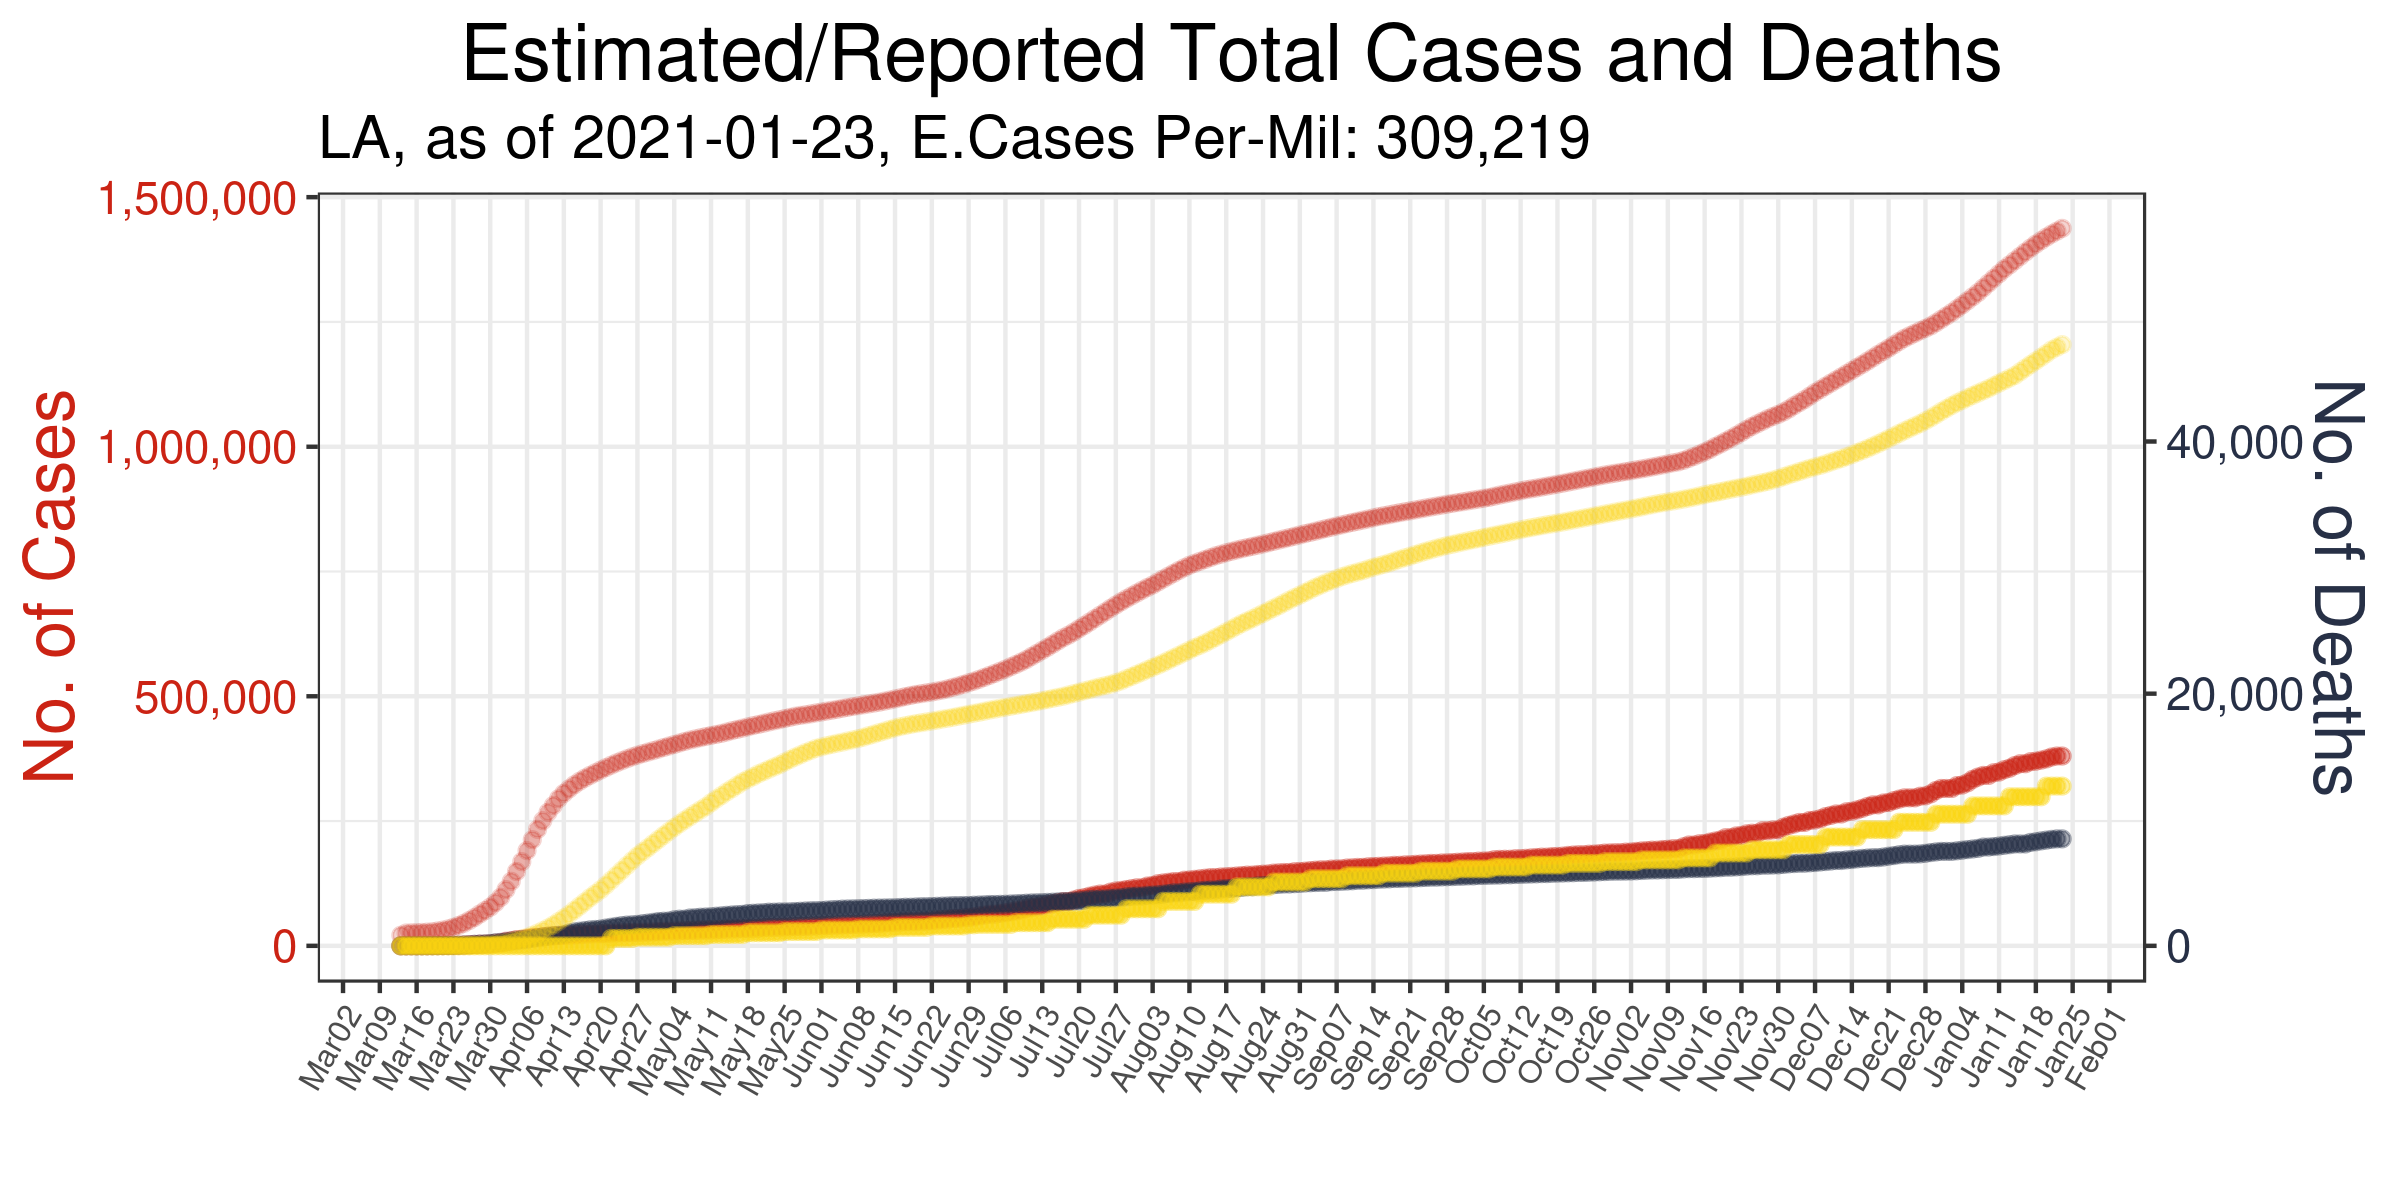 Estimated/Reported Total Cases and Deaths
LA, as of 2021-01-23, E.Cases Per-Mil: 309,219
No. of Cases
1,500,000
1,000,000
500,000
0
40,000
20,000
0
No. of Deaths
Mar02
Mar09
Mar16
Mar23
Mar30
Apr06
Apr13
Apr20
Apr27
May04
May11
May18
May25
Jun01
Jun08
Jun15
Jun22
Jun29
Jul06
Jul13
Jul20
Jul27
Aug03
Aug10
Aug17
Aug24
Aug31
Sep07
Sep14
Sep21
Sep28
Oct05
Oct12
Oct19
Oct26
Nov02
Nov09
Nov16
Nov23
Nov30
Dec07
Dec14
Dec21
Dec28
Jan04
Jan11
Jan18
Jan25
Feb01